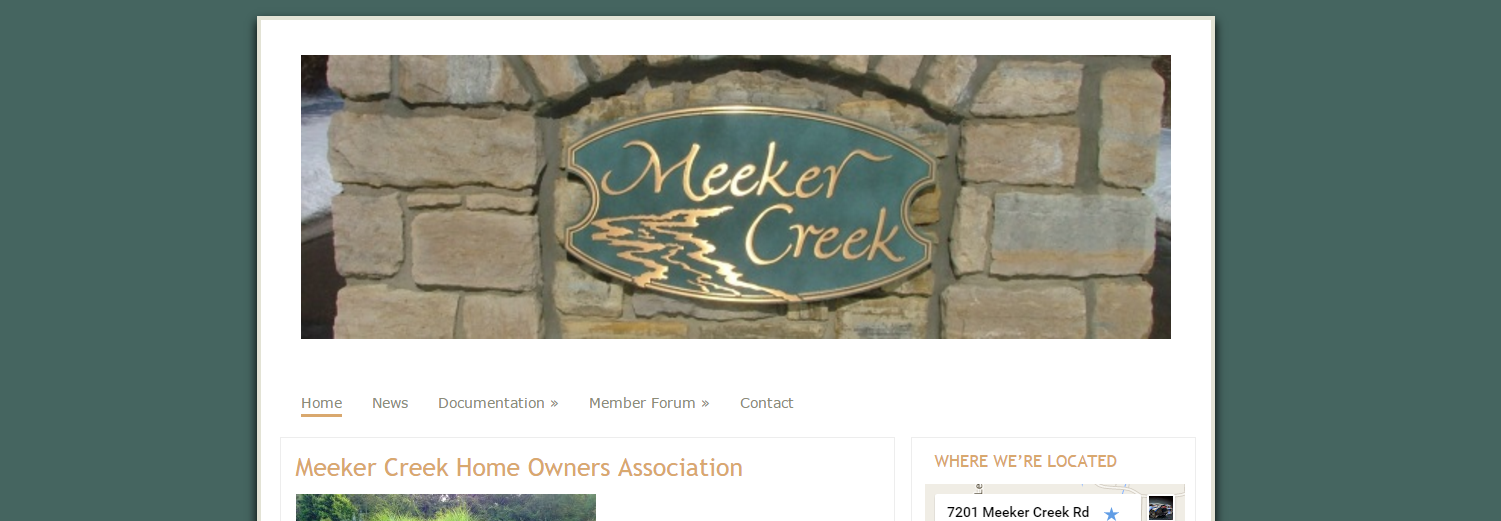 Meeker
Creek
Home News Documentation » Member Forum » Contact
Meeker Creek Home Owners Association
WHERE WE’RE LOCATED
Le
7201 Meeker Creek Rd